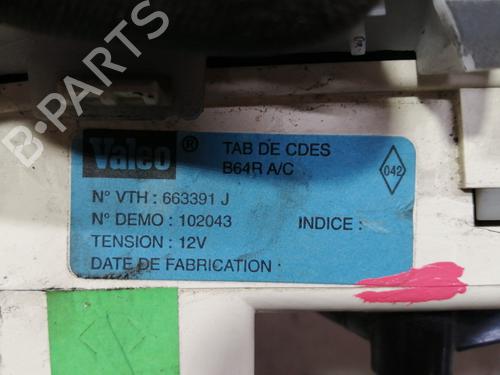 B-PARTS
Valeo ®
TAB DE CDES
B64R A/C
042
N° VTH : 663391 J
N° DEMO : 102043
INDICE :
TENSION : 12V
DATE DE FABRICATION :